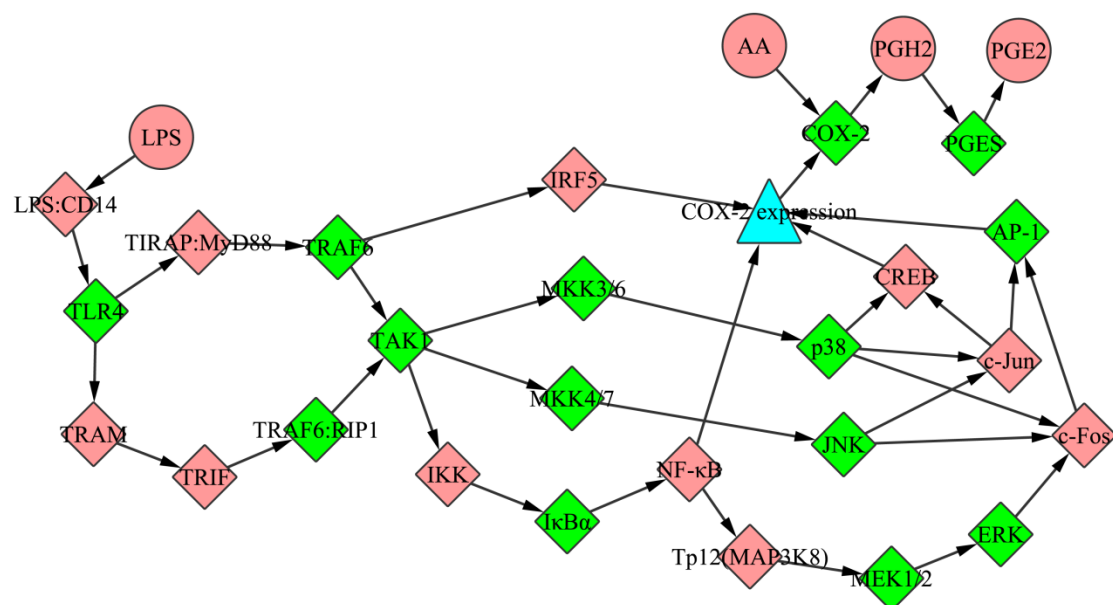 AA
PGH2
PGE2
LPS
COX-2
PGES
LPS:CD14
IRF5
COX-2 expression
TIRAP:MyD88
TRAF6
AP-1
MKK3/6
CREB
TLR4
TAK1
p38
c-Jun
MKK4/7
TRAM
TRAF6:RIP1
JNK
c-Fos
TRIF
IKK
NF-κB
IκBα
ERK
Tp12(MAP3K8)
MEK1/2